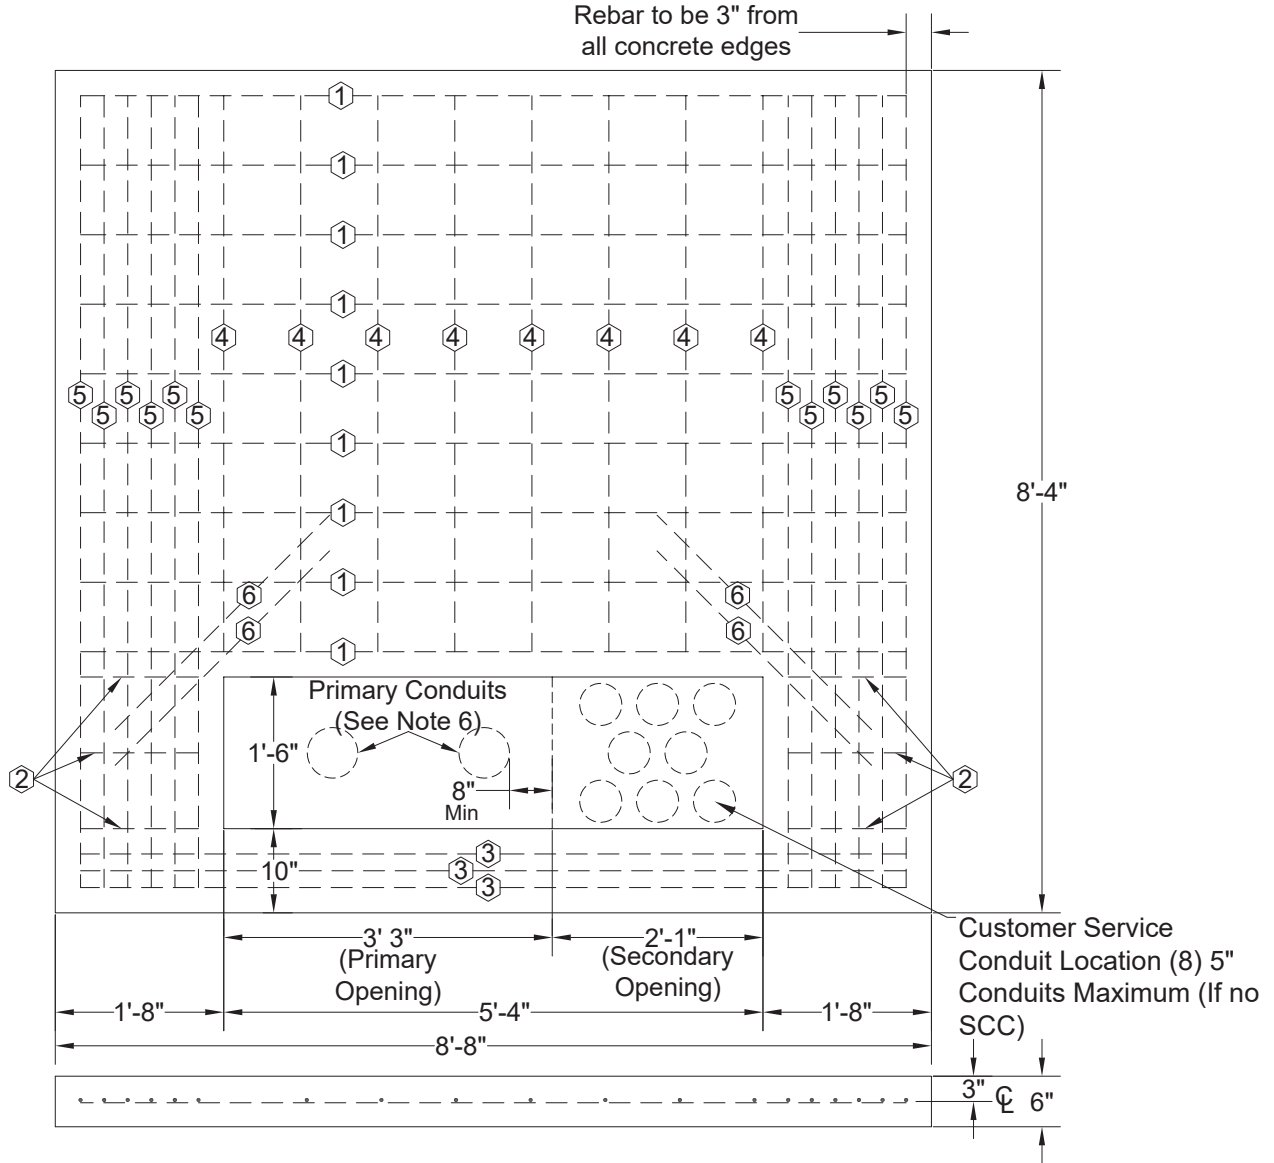 Rebar to be 3" from
all concrete edges
1
1
1
1
4 4 4 4 4 4 4 4
1
5 5 5 5 5 5
5 5 5 5 5 5
1
1
1
6 6
6 6
1
Primary Conduits
(See Note 6)
1'-6"
2 2
8"
Min
3
10" 3
3
8'-4"
Customer Service
Conduit Location (8) 5"
Conduits Maximum (If no
SCC)
3' 3"
(Primary
Opening)
2'-1"
(Secondary
Opening)
1'-8" 5'-4" 1'-8"
8'-8"
3" ℄ 6"